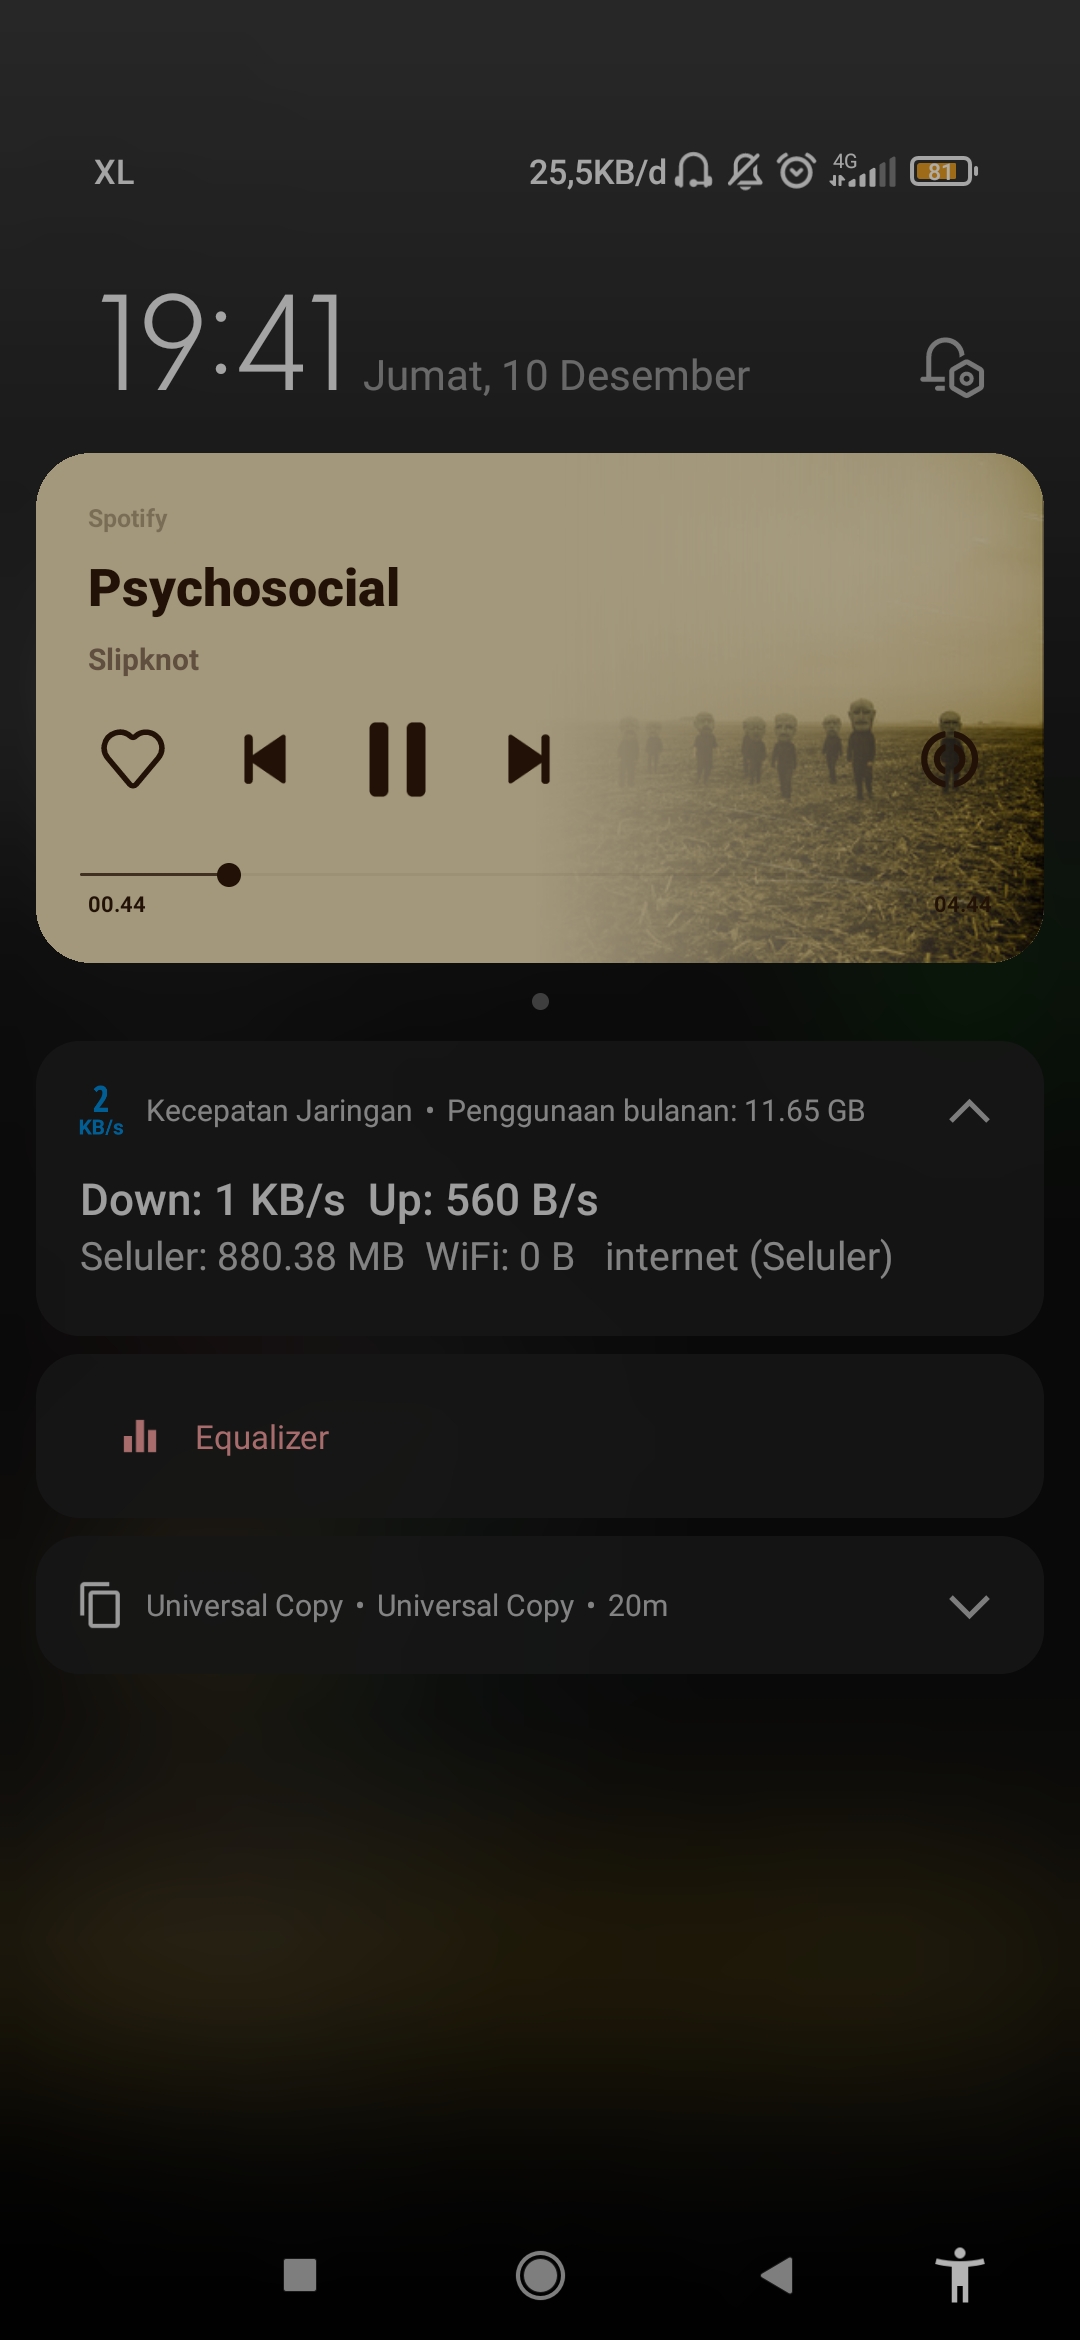 XL 25,5KB/d 4G 81
19:41 Jumat, 10 Desember
Spotify
Psychosocial
Slipknot
00.44 04.44
2 KB/s Kecepatan Jaringan • Penggunaan bulanan: 11.65 GB
Down: 1 KB/s Up: 560 B/s
Seluler: 880.38 MB WiFi: 0 B internet (Seluler)
Equalizer
Universal Copy • Universal Copy • 20m